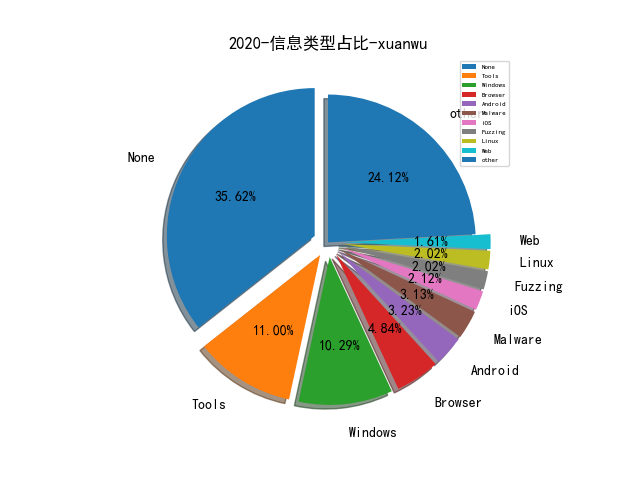 2020-信息类型占比-xuanwu
None
Tools
Windows
Browser
Android
Malware
iOS
Fuzzing
Linux
Web
other
None
35.62%
24.12%
1.61%
Web
2.02%
Linux
2.02%
Fuzzing
2.12%
iOS
3.13%
Malware
3.23%
Android
4.84%
Browser
10.29%
Windows
11.00%
Tools